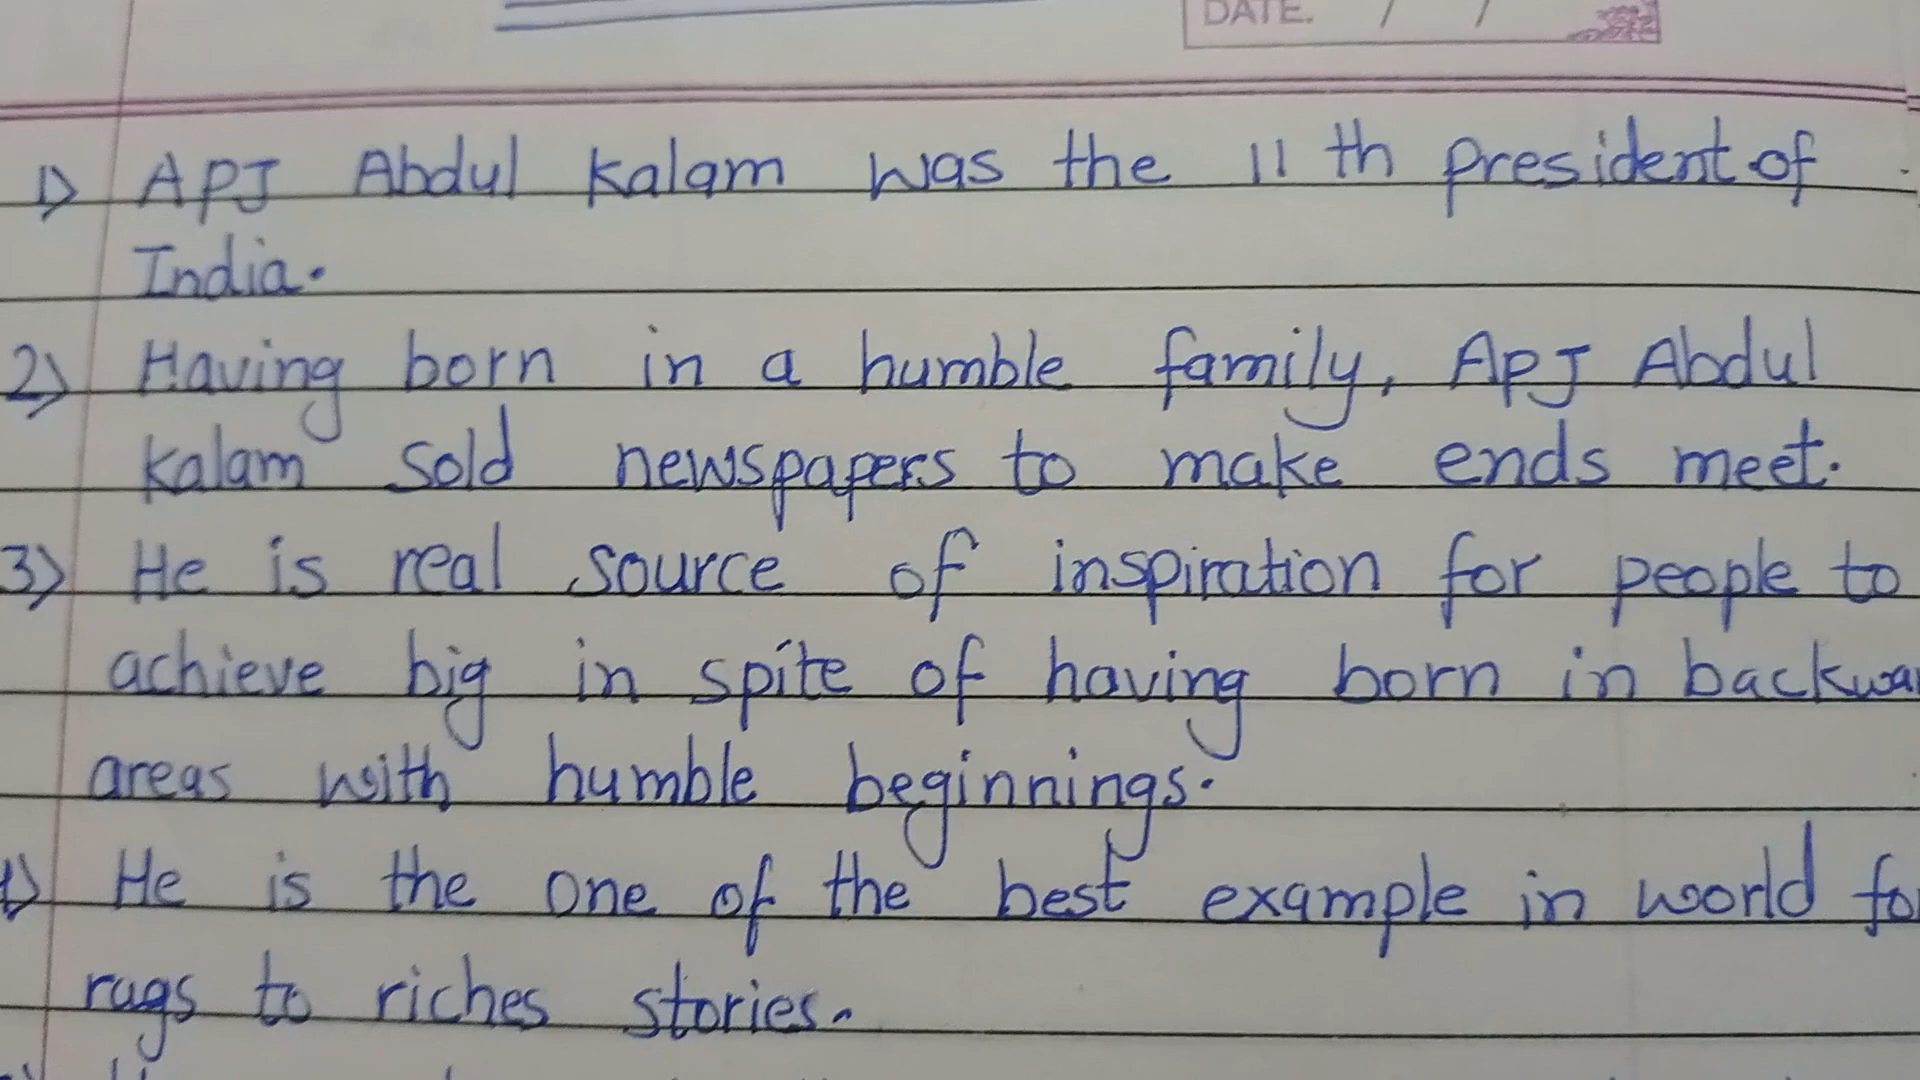 DATE. / /
1) APJ Abdul Kalam was the 11 th president of
India.
2) Having born in a humble family, APJ Abdul
Kalam sold newspapers to make ends meet.
3) He is real source of inspiration for people to
achieve big in spite of having born in backwa
areas with humble beginnings.
He is the one of the best example in world fo
rags to riches stories.